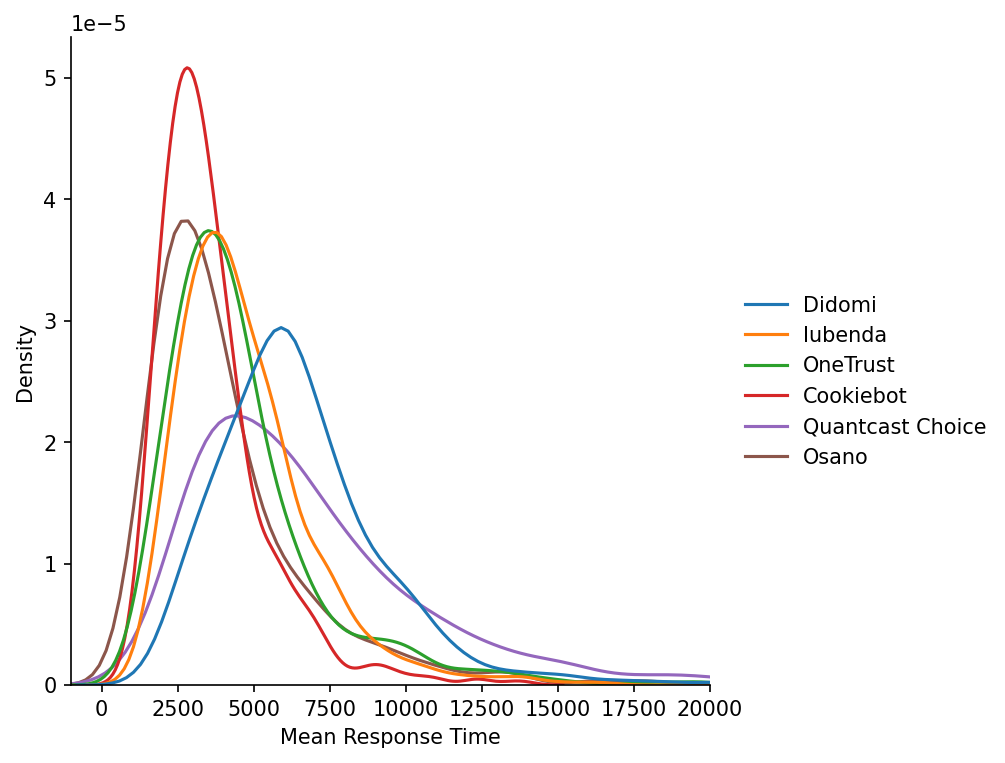 1e−5
5
4
3
2
1
0
Density
0 2500 5000 7500 10000 12500 15000 17500 20000
Mean Response Time
Didomi
Iubenda
OneTrust
Cookiebot
Quantcast Choice
Osano